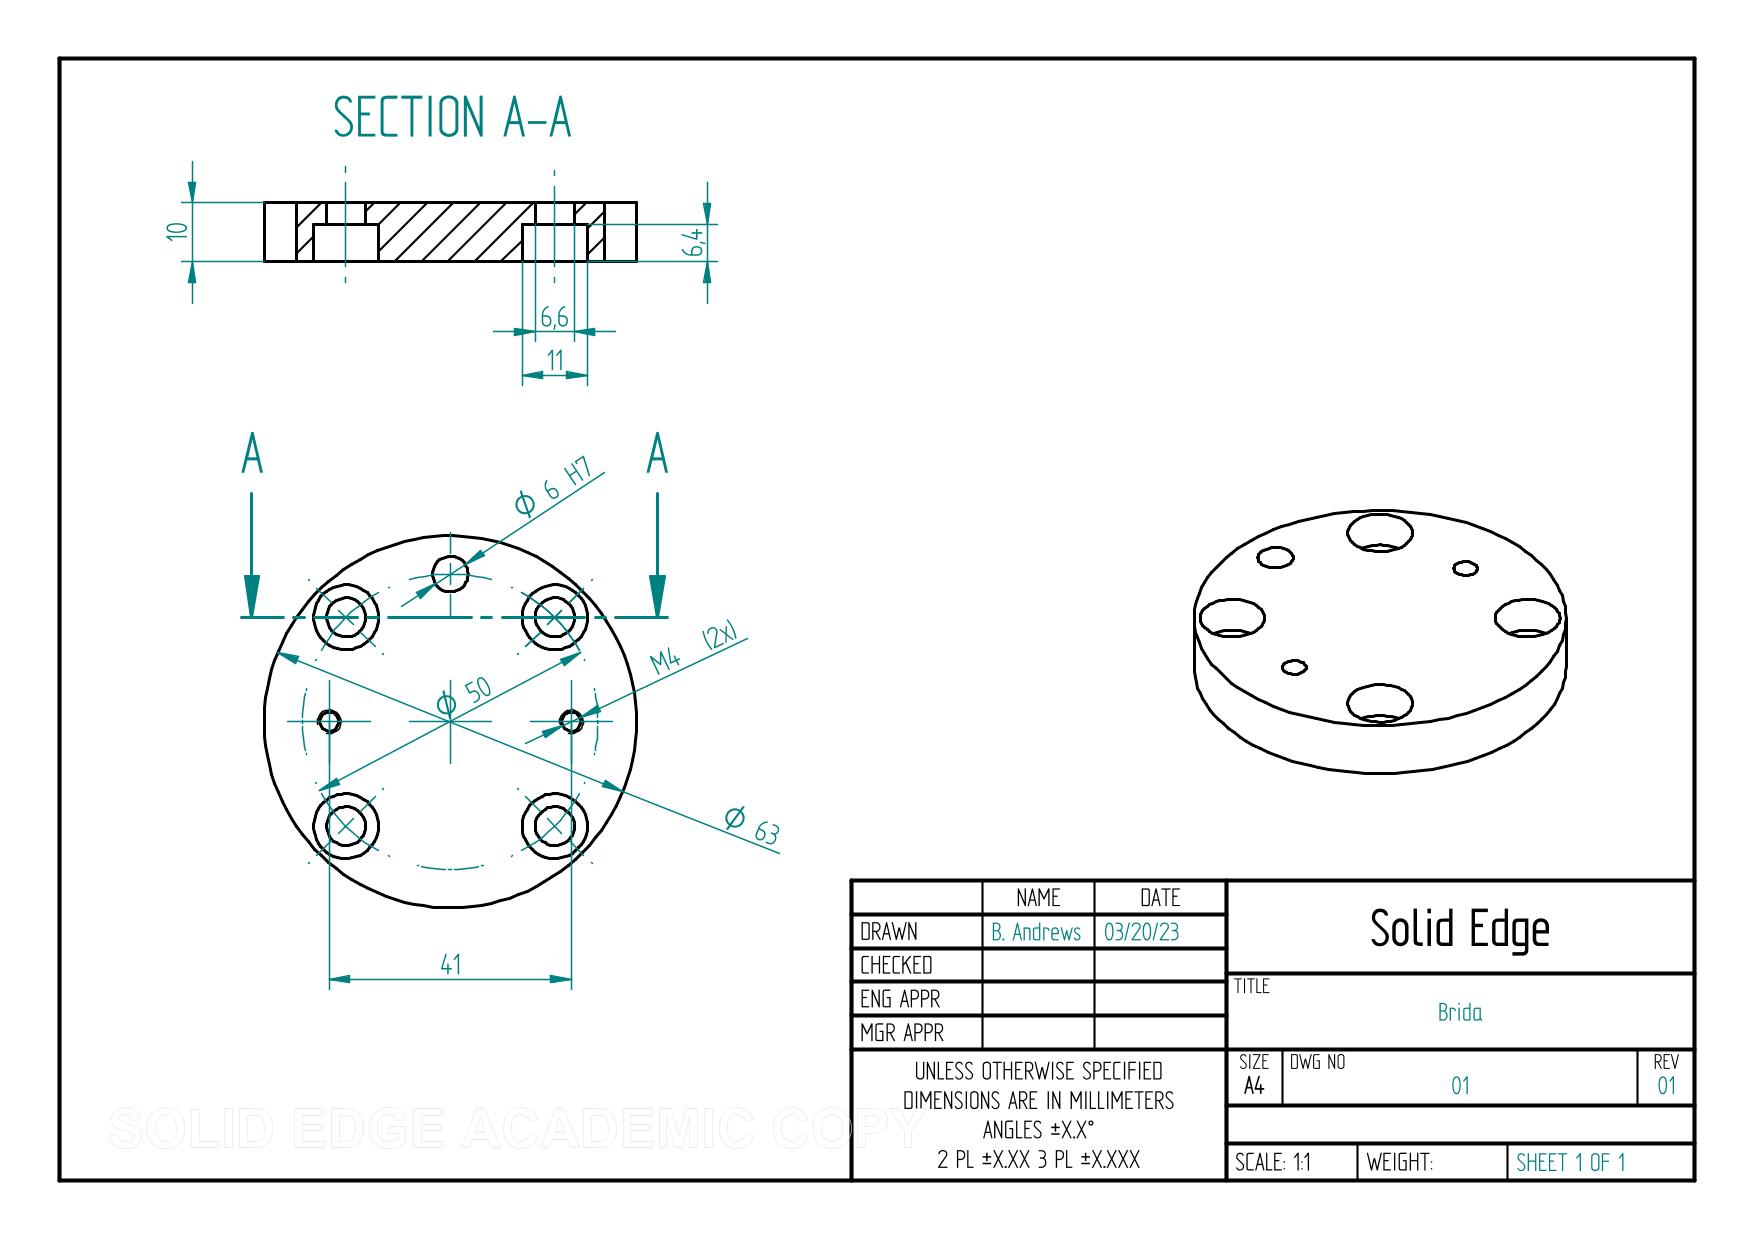 SECTION A-A
10
6,4
6,6
11
A
A
ϕ 6 H7
M4 (2x)
ϕ 50
ϕ 63
41
NAME DATE
DRAWN B. Andrews 03/20/23
CHECKED
ENG APPR
MGR APPR
UNLESS OTHERWISE SPECIFIED
DIMENSIONS ARE IN MILLIMETERS
ANGLES ±X.X°
2 PL ±X.XX 3 PL ±X.XXX
Solid Edge
TITLE
Brida
SIZE DWG NO REV
A4 01 01
SCALE: 1:1 WEIGHT: SHEET 1 OF 1
SOLID EDGE ACADEMIC COPY